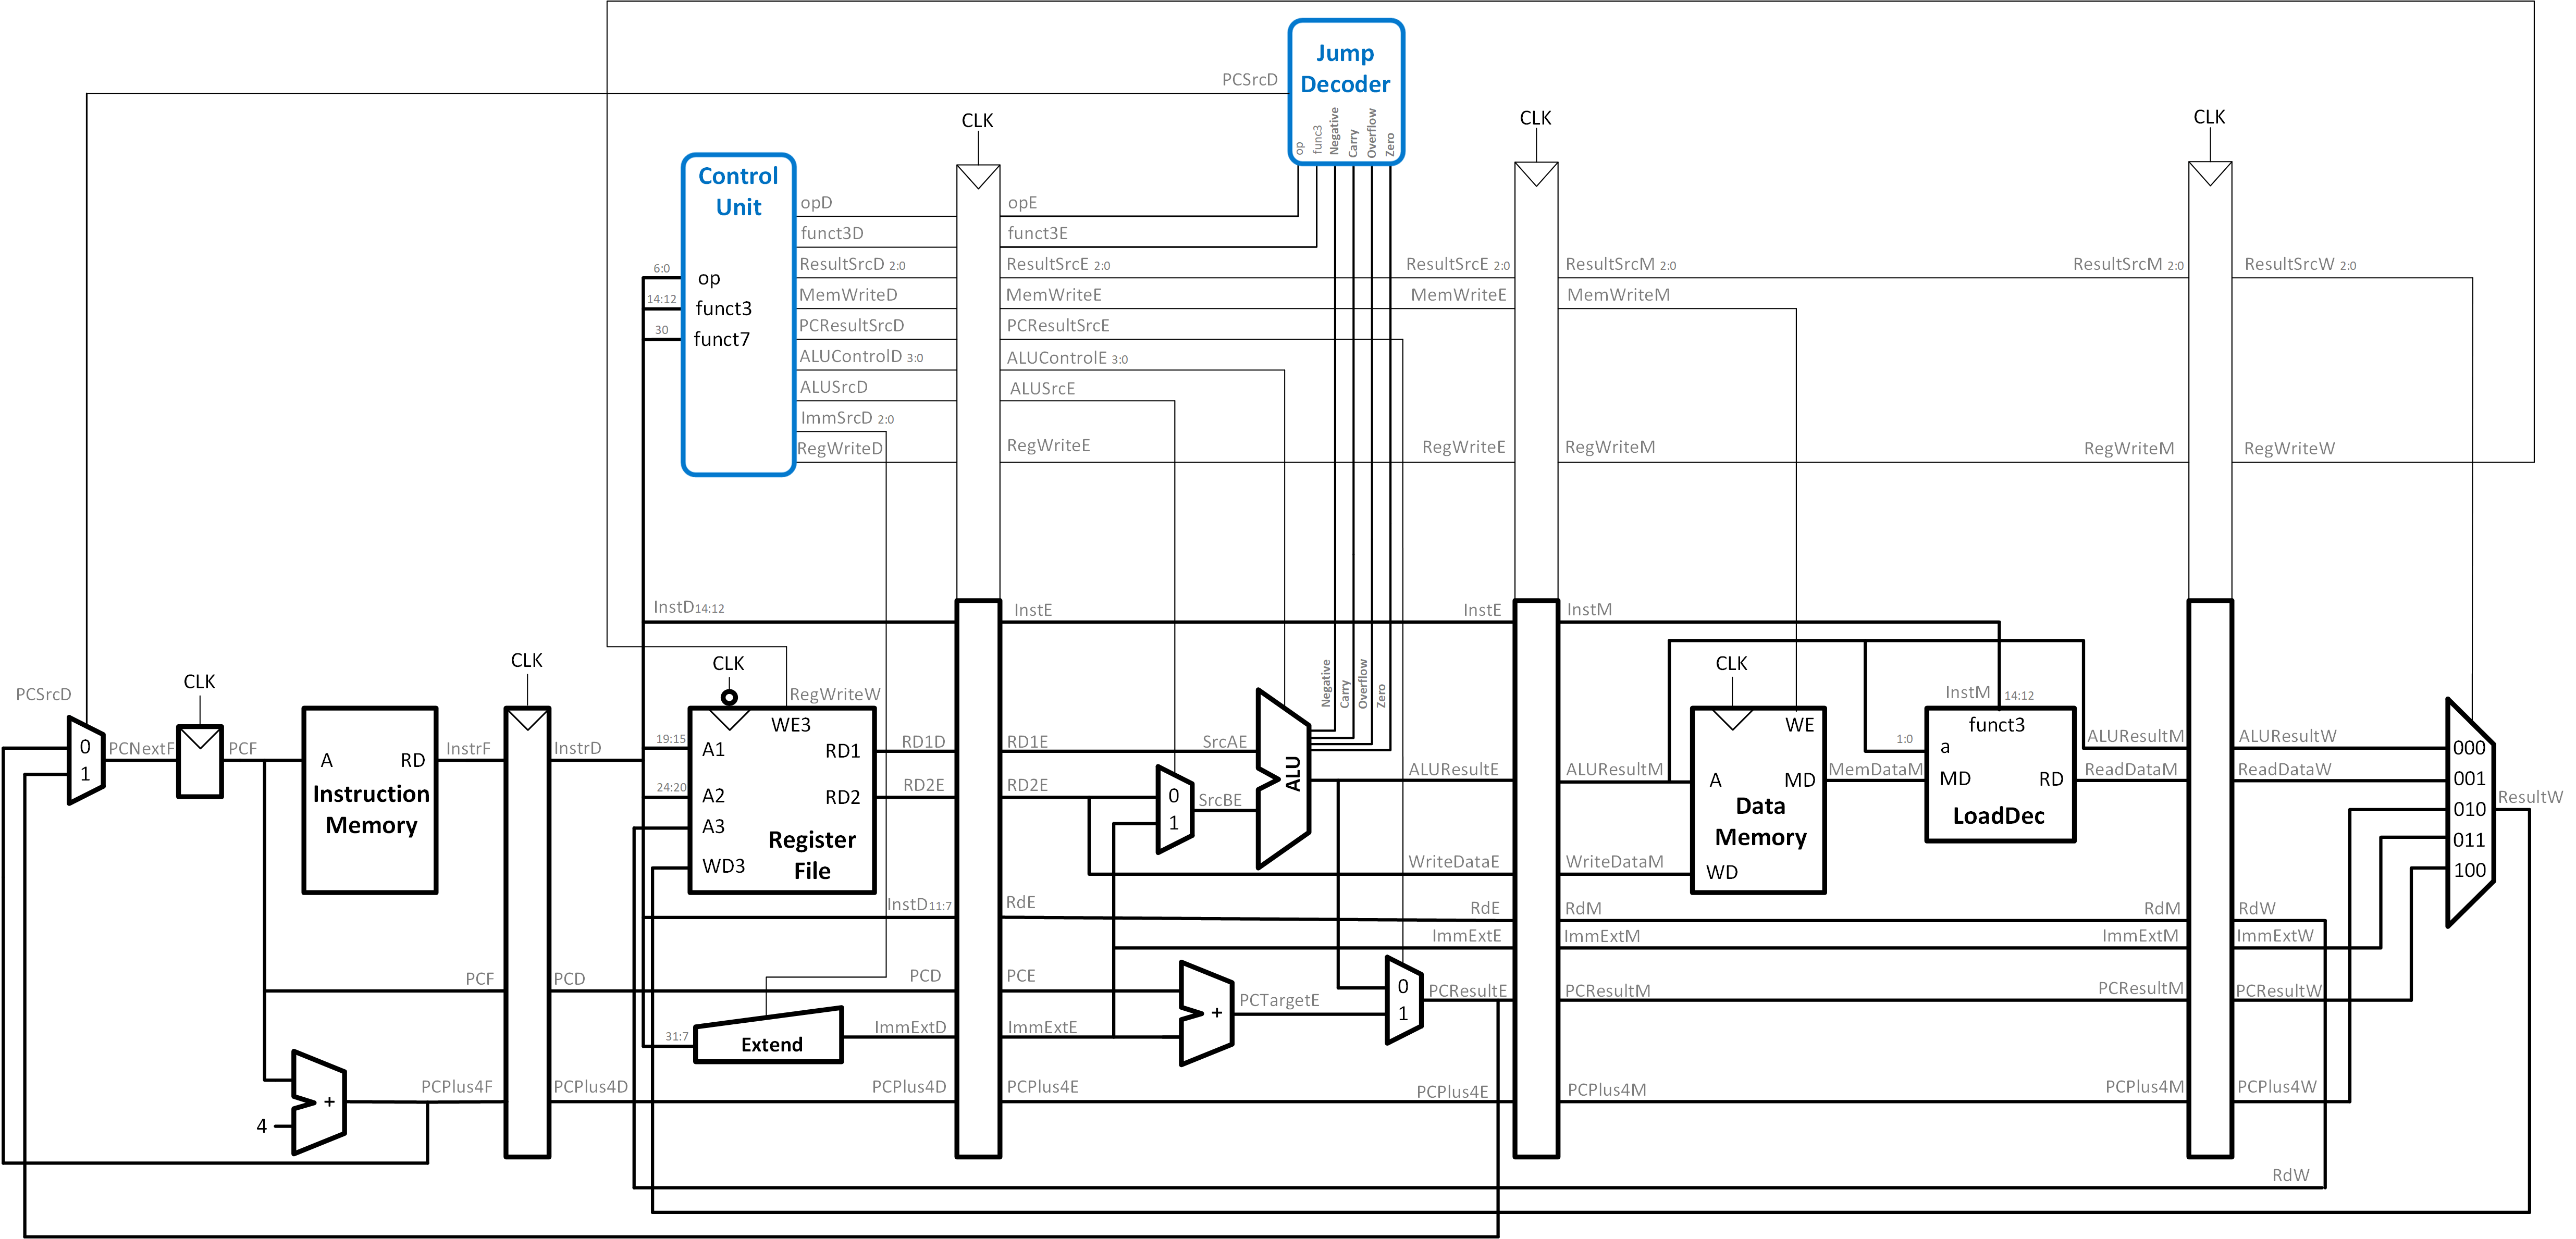 Jump
Decoder
PCSrcD
op
func3
Negative
Carry
Overflow
Zero
CLK
CLK
CLK
Control
Unit
op
funct3
funct7
6:0
14:12
30
opD
funct3D
ResultSrcD 2:0
MemWriteD
PCResultSrcD
ALUControlD 3:0
ALUSrcD
ImmSrcD 2:0
RegWriteD
opE
funct3E
ResultSrcE 2:0
MemWriteE
PCResultSrcE
ALUControlE 3:0
ALUSrcE
RegWriteE
ResultSrcE 2:0
MemWriteE
RegWriteE
ResultSrcM 2:0
MemWriteM
RegWriteM
ResultSrcM 2:0
RegWriteM
ResultSrcW 2:0
RegWriteW
InstD14:12
InstE
InstE
InstM
PCSrcD
0
1
PCNextF
CLK
PCF
A
RD
Instruction
Memory
InstrF
CLK
InstrD
19:15
24:20
CLK
RegWriteW
WE3
A1
A2
A3
WD3
RD1
RD2
Register
File
RD1D
RD2E
RD1E
RD2E
0
1
SrcAE
SrcBE
ALU
Negative
Carry
Overflow
Zero
ALUResultE
WriteDataE
ALUResultM
WriteDataM
CLK
WE
A
MD
Data
Memory
WD
MemDataM
1:0
InstM 14:12
funct3
a
MD
RD
LoadDec
ALUResultM
ReadDataM
ALUResultW
ReadDataW
000
001
010
011
100
ResultW
InstD11:7
RdE
RdE
RdM
RdM
RdW
ImmExtE
ImmExtM
ImmExtM
ImmExtW
PCF
PCD
PCD
PCE
+
PCTargetE
0
1
PCResultE
PCResultM
PCResultM
PCResultW
31:7
Extend
ImmExtD
ImmExtE
4
+
PCPlus4F
PCPlus4D
PCPlus4D
PCPlus4E
PCPlus4E
PCPlus4M
PCPlus4M
PCPlus4W
RdW